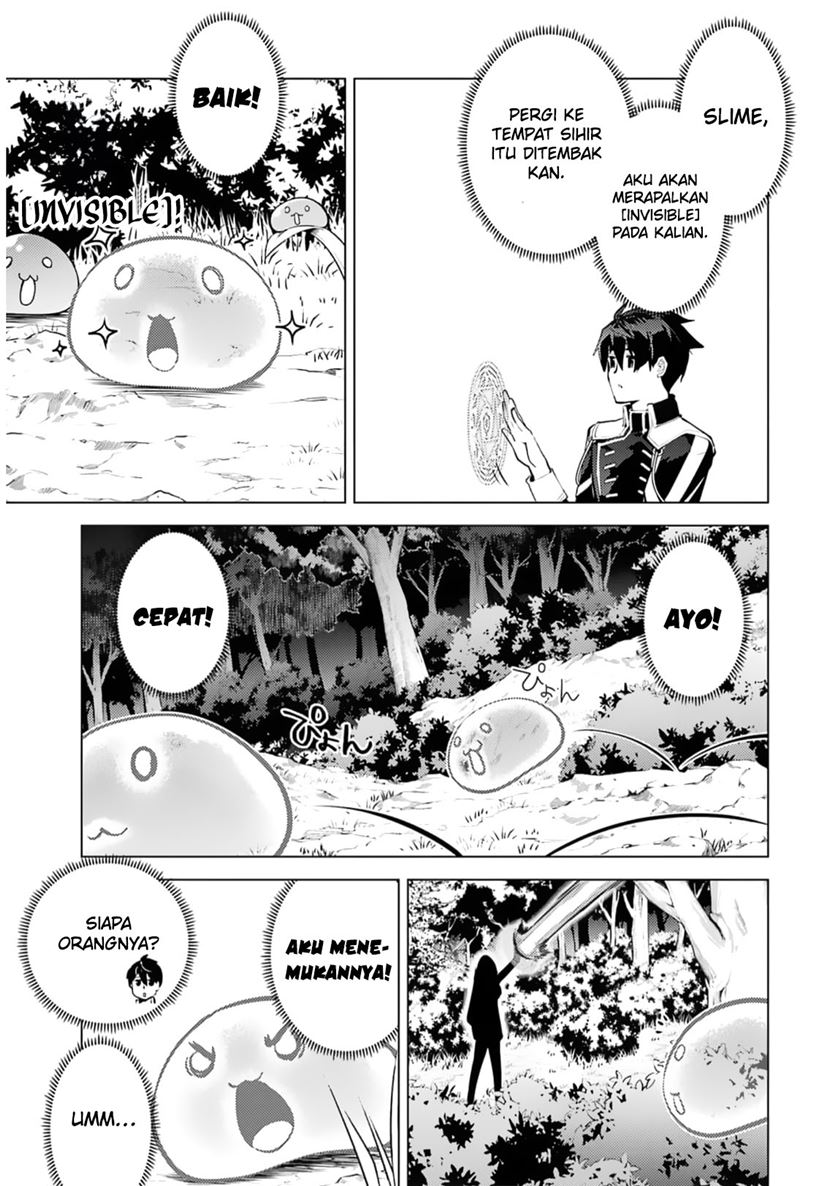 SLIME,
PERGI KE
TEMPAT SIHIR
ITU DITEMBAK
KAN.
AKU AKAN
MERAPALKAN
[INVISIBLE]
PADA KALIAN.
BAIK!
[INVISIBLE]!
AYO!
CEPAT!
ぴょん
ぴょん
AKU MENE-
MUKANNYA!
SIAPA
ORANGNYA?
UMM...